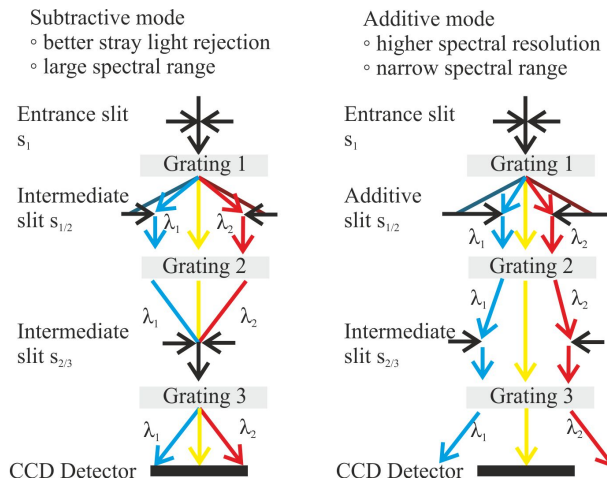 Subtractive mode
◦ better stray light rejection
◦ large spectral range
Entrance slit
s₁
Grating 1
Intermediate
slit s₁/₂
λ₁
λ₂
Grating 2
λ₁
λ₂
Intermediate
slit s₂/₃
Grating 3
λ₁
λ₂
CCD Detector
Additive mode
◦ higher spectral resolution
◦ narrow spectral range
Entrance slit
s₁
Grating 1
Additive
slit s₁/₂
λ₁
λ₂
Grating 2
λ₁
λ₂
Intermediate
slit s₂/₃
Grating 3
λ₁
λ₂
CCD Detector